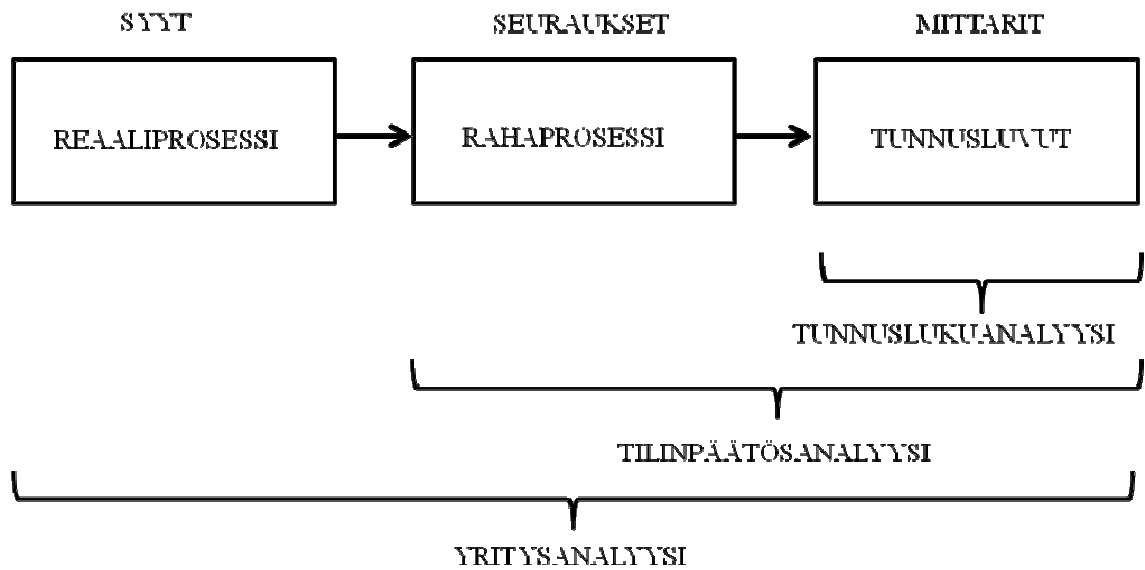 SYYT SEURAUKSET MITTARIT
REAALIPROSESSI RAHAPROSESSI TUNNUSLUVUT
TUNNUSLUKUANALYYSI
TILINPÄÄTÖSANALYYSI
YRITYSANALYYSI